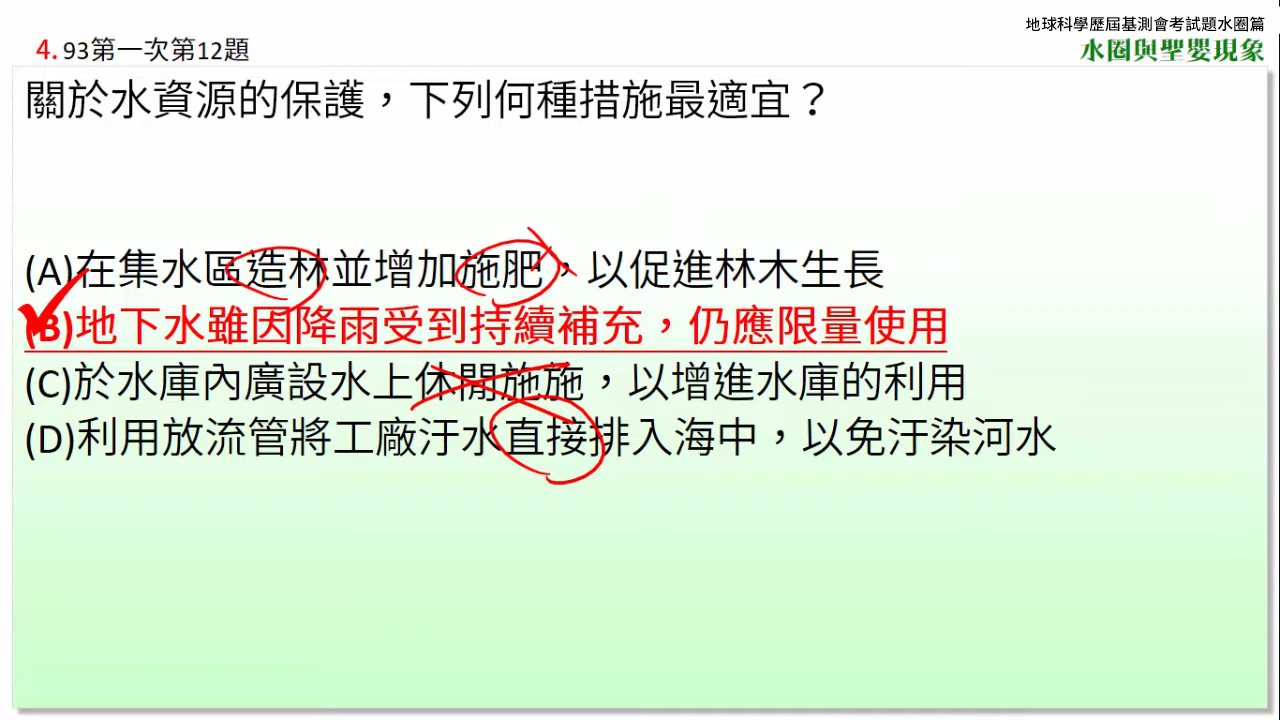 地球科學歷屆基測會考試題水圈篇
水圈與聖嬰現象
4. 93第一次第12題
關於水資源的保護，下列何種措施最適宜？
(A)在集水區造林並增加施肥，以促進林木生長
(B)地下水雖因降雨受到持續補充，仍應限量使用
(C)於水庫內廣設水上休閒施施，以增進水庫的利用
(D)利用放流管將工廠汙水直接排入海中，以免汙染河水